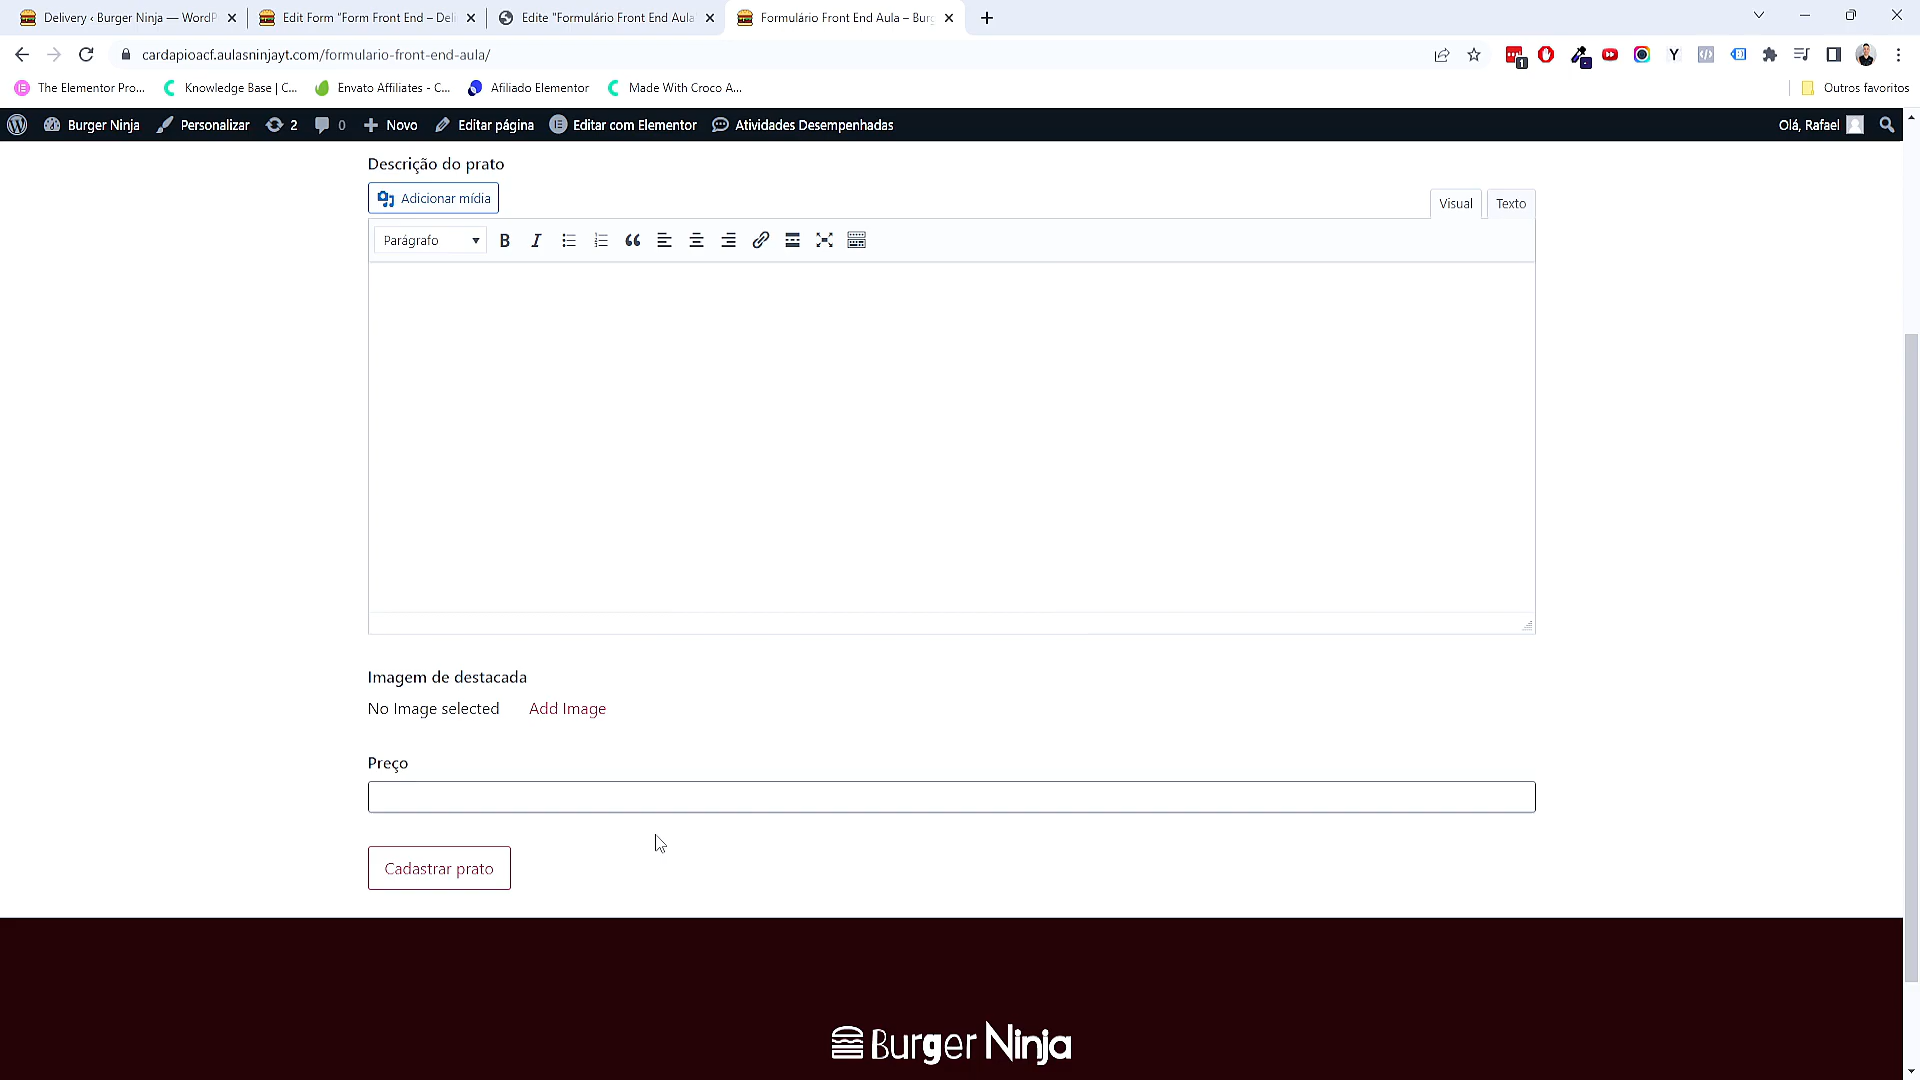 Delivery ‹ Burger Ninja — WordP
Edit Form "Form Front End – Deli
Edite "Formulário Front End Aula
Formulário Front End Aula – Burg
cardapioacf.aulasninjayt.com/formulario-front-end-aula/
1
Y
The Elementor Pro...
Knowledge Base | C...
Envato Affiliates - C...
Afiliado Elementor
Made With Croco A...
Outros favoritos
Burger Ninja
Personalizar
2
0
Novo
Editar página
Editar com Elementor
Atividades Desempenhadas
Olá, Rafael
Descrição do prato
Adicionar mídia
Visual
Texto
Parágrafo
B
I
Imagem de destacada
No Image selected
Add Image
Preço
Cadastrar prato
Burger Ninja